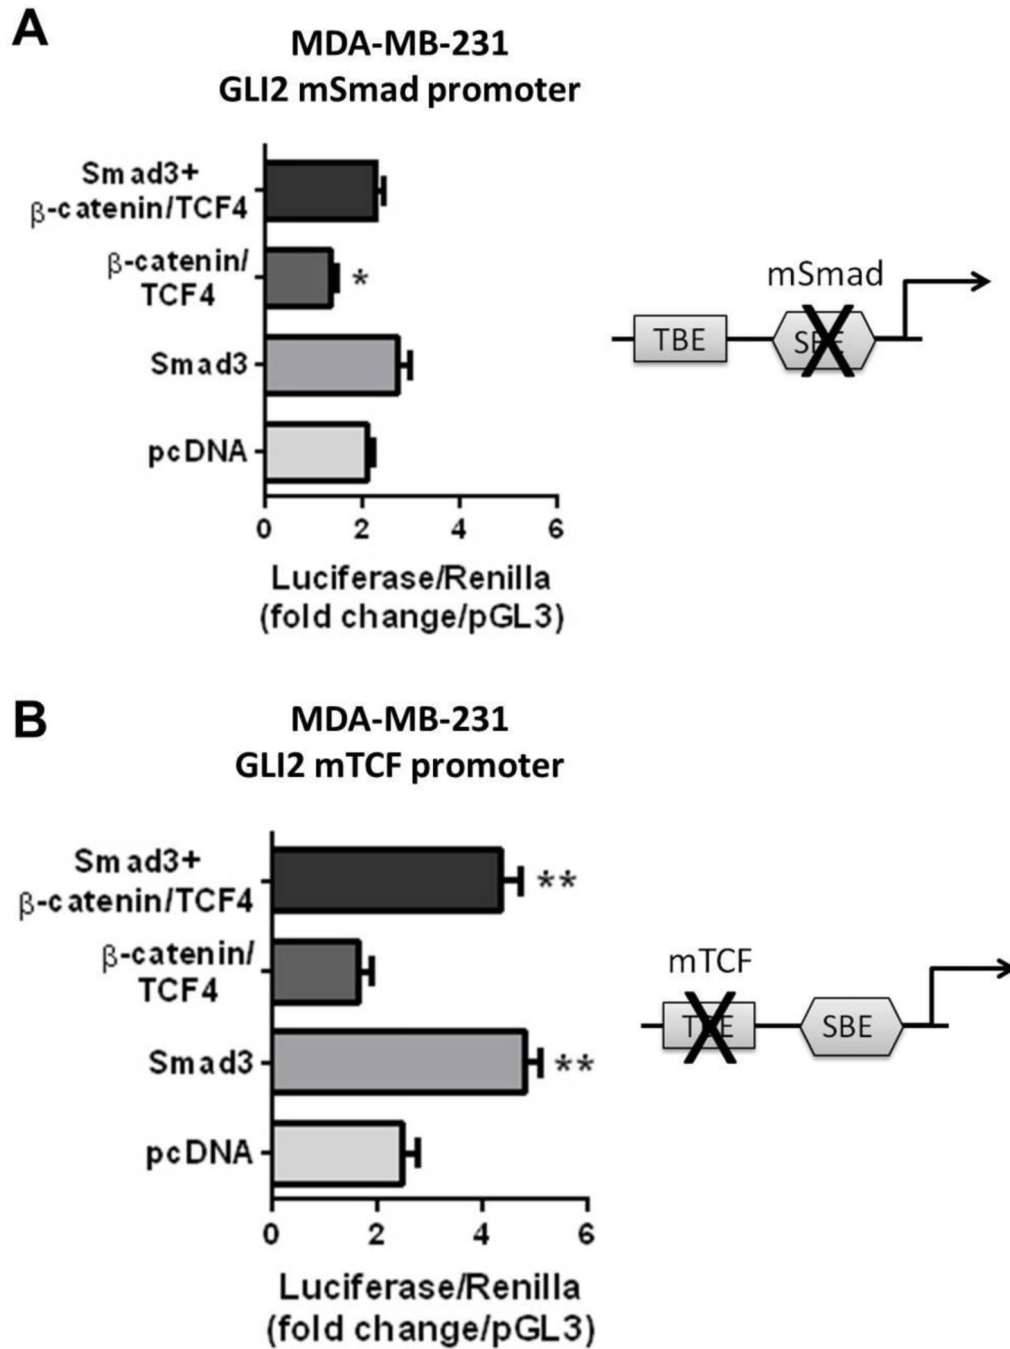 A
MDA-MB-231
GLI2 mSmad promoter
Smad3+
β-catenin/TCF4
β-catenin/
TCF4
*
Smad3
pcDNA
0 2 4 6
Luciferase/Renilla
(fold change/pGL3)
mSmad
TBE
SBE
B
MDA-MB-231
GLI2 mTCF promoter
Smad3+
β-catenin/TCF4
**
β-catenin/
TCF4
Smad3
**
pcDNA
0 2 4 6
Luciferase/Renilla
(fold change/pGL3)
mTCF
TBE
SBE